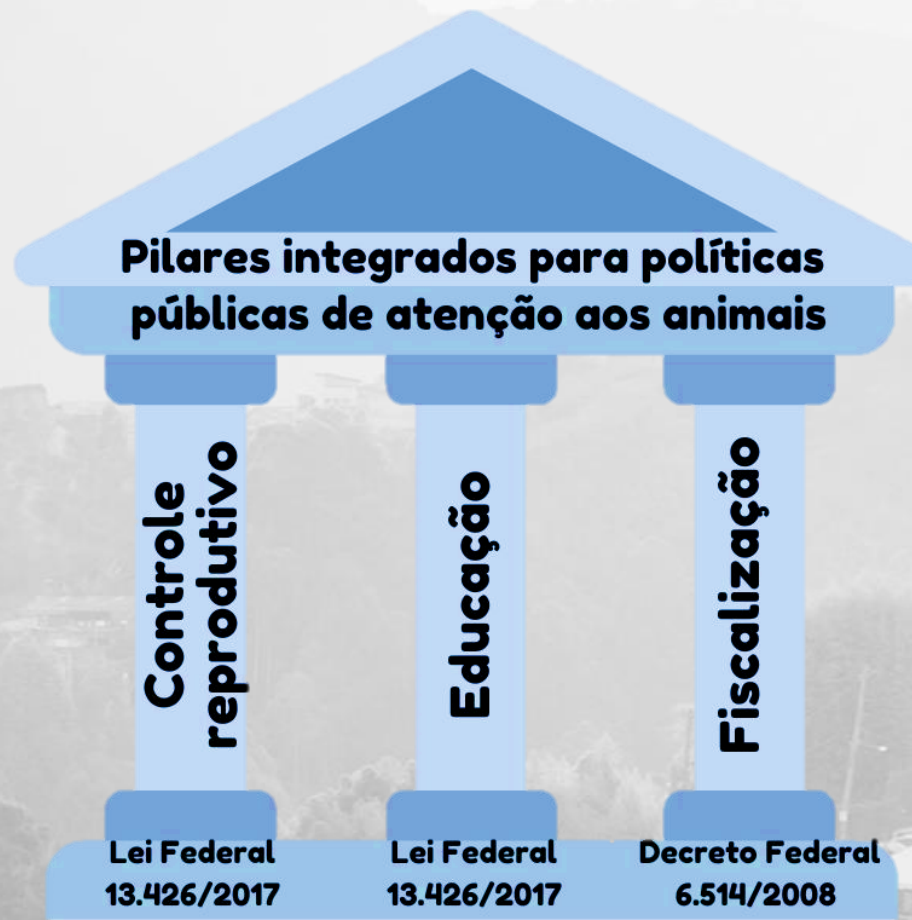 Pilares integrados para políticas
públicas de atenção aos animais
Controle
reprodutivo
Educação
Fiscalização
Lei Federal
13.426/2017
Lei Federal
13.426/2017
Decreto Federal
6.514/2008